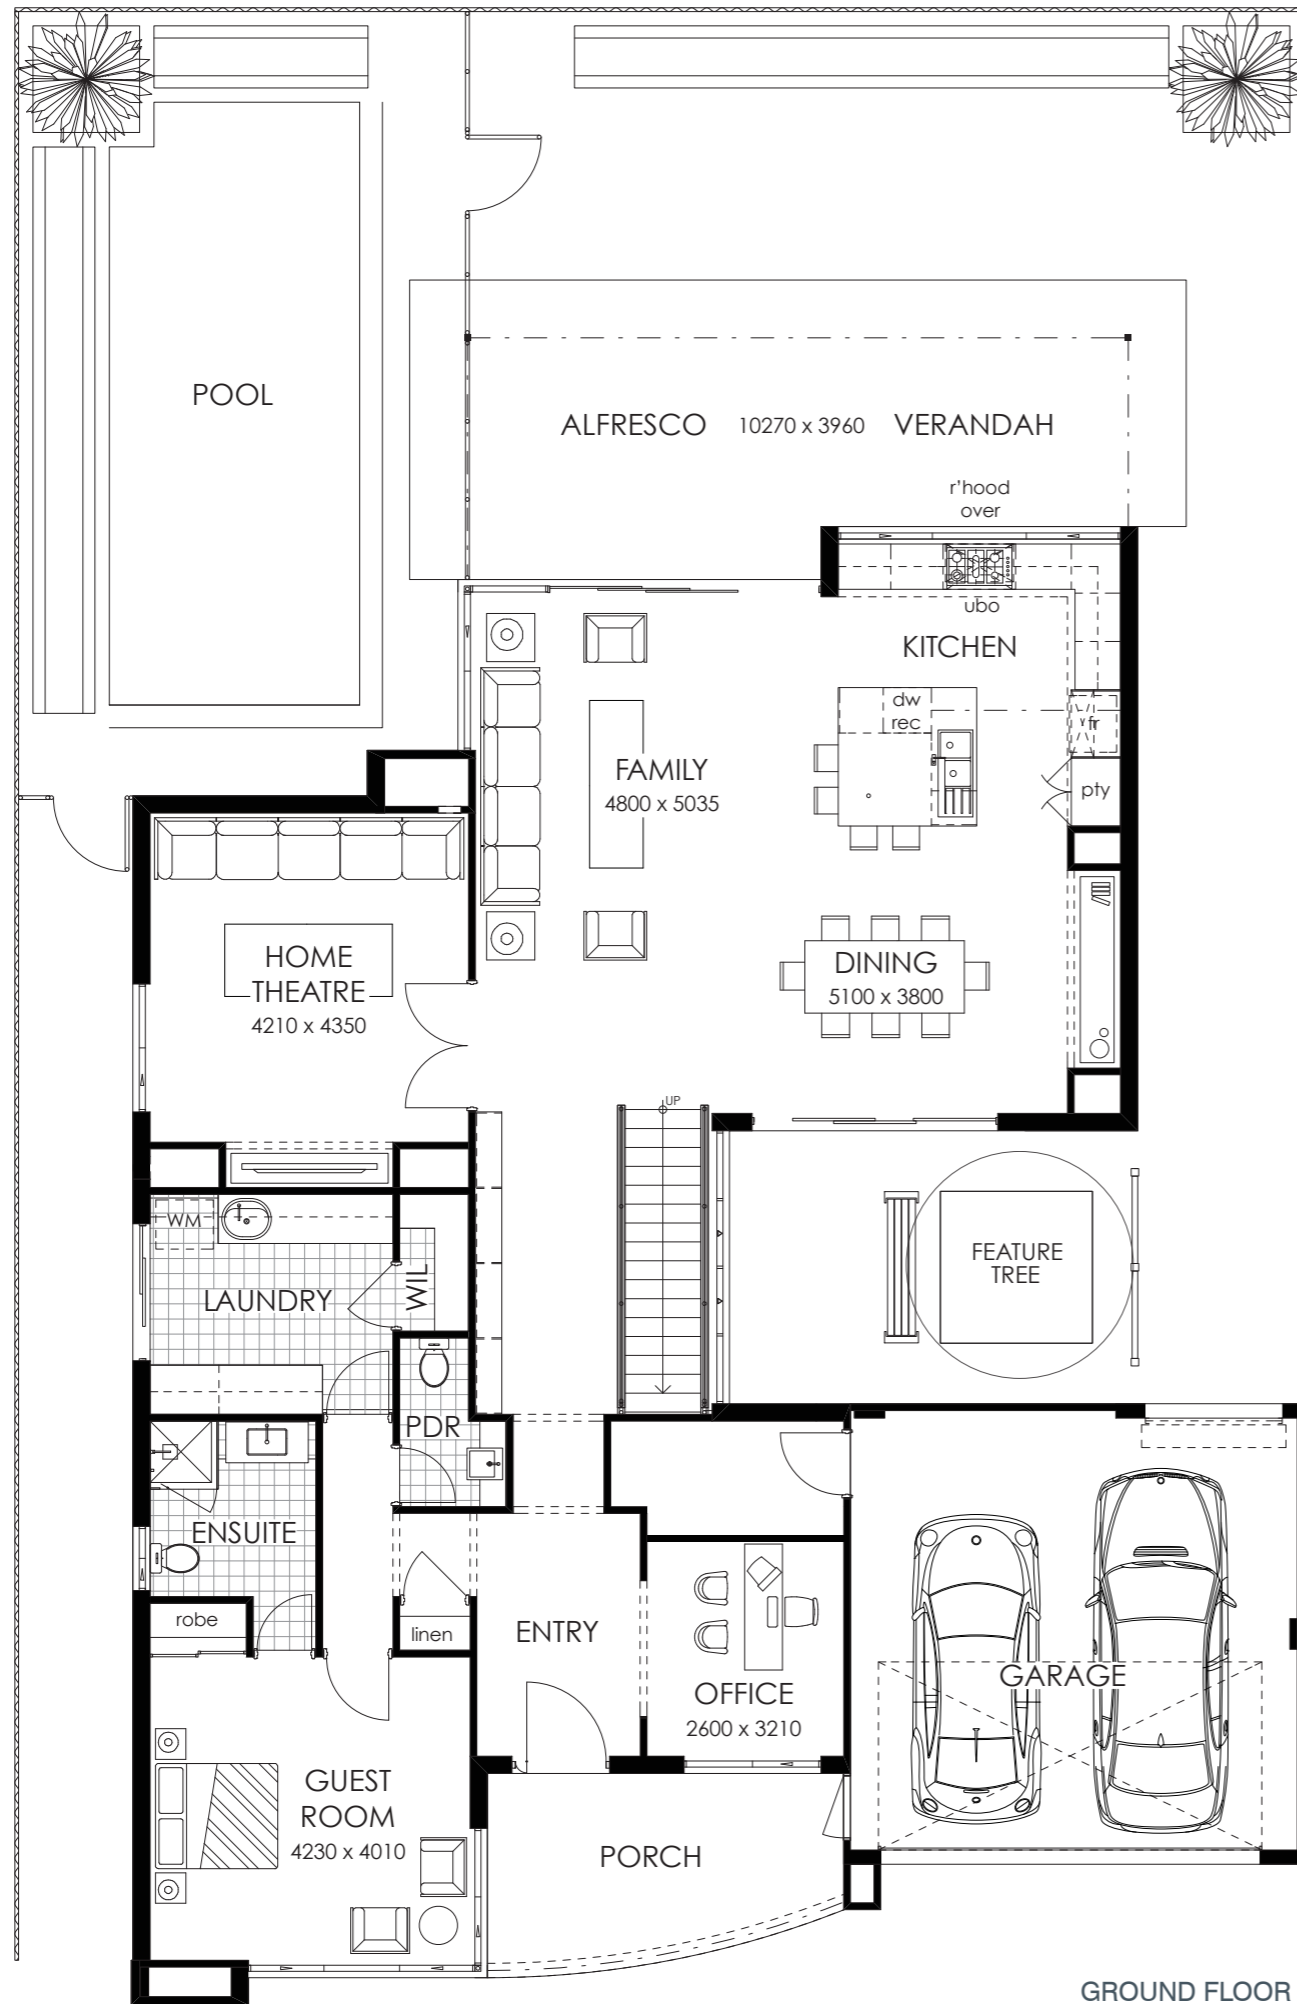 POOL
ALFRESCO 10270 x 3960 VERANDAH
r'hood
over
ubo
KITCHEN
dw
rec
fr
pty
FAMILY
4800 x 5035
HOME
THEATRE
4210 x 4350
DINING
5100 x 3800
UP
WM
LAUNDRY
WIL
FEATURE
TREE
PDR
ENSUITE
robe
linen
ENTRY
OFFICE
2600 x 3210
GARAGE
GUEST
ROOM
4230 x 4010
PORCH
GROUND FLOOR